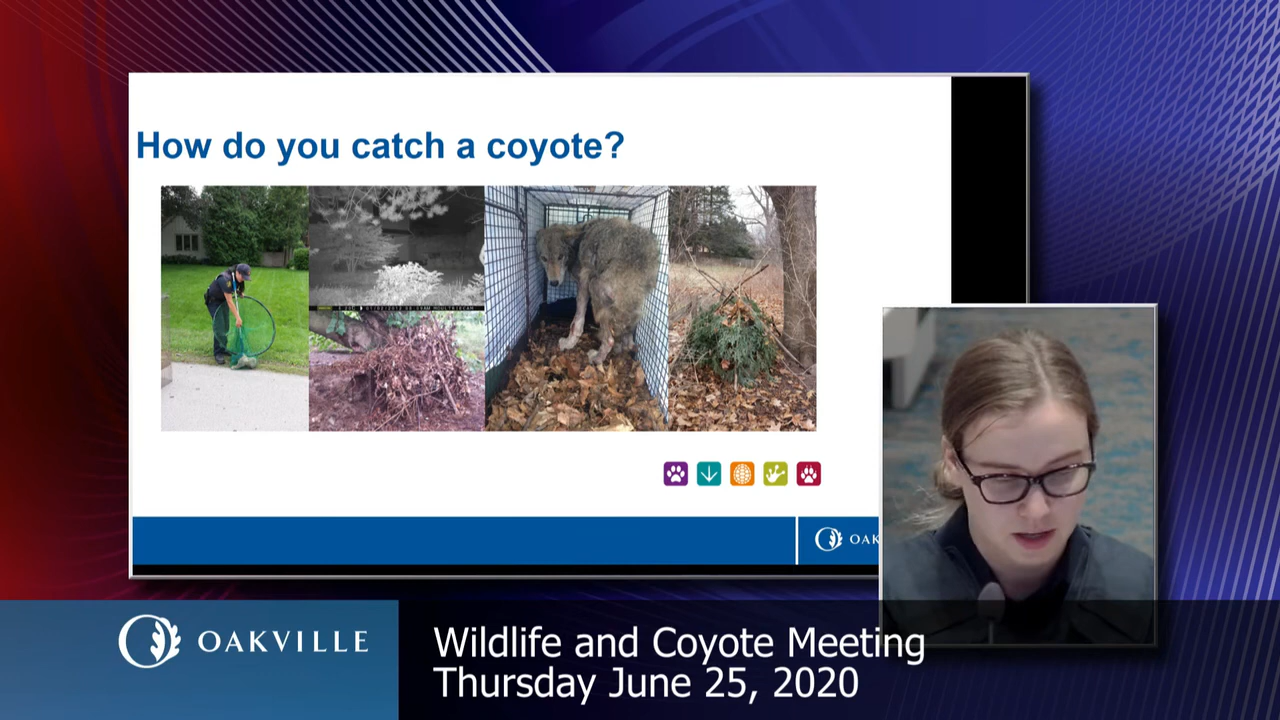 How do you catch a coyote?
OAK
OAKVILLE
Wildlife and Coyote Meeting
Thursday June 25, 2020